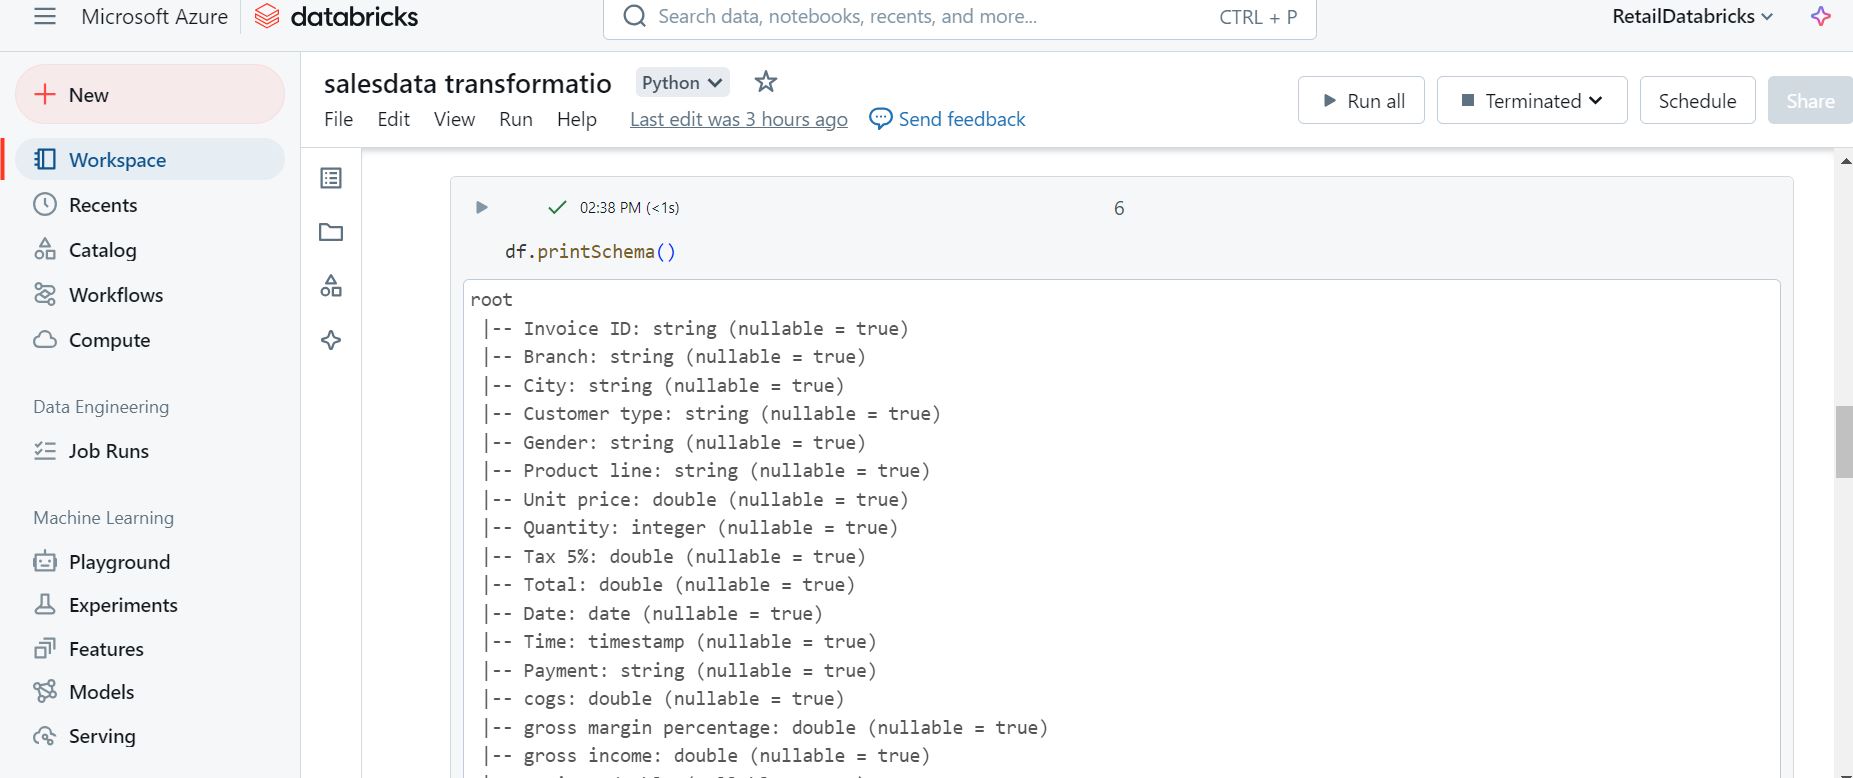 Microsoft Azure
databricks
Search data, notebooks, recents, and more...
CTRL + P
RetailDatabricks
New
Workspace
Recents
Catalog
Workflows
Compute
Data Engineering
Job Runs
Machine Learning
Playground
Experiments
Features
Models
Serving
salesdata transformatio
Python
File Edit View Run Help Last edit was 3 hours ago Send feedback
Run all
Terminated
Schedule
Share
02:38 PM (<1s)
6
df.printSchema()
root
|-- Invoice ID: string (nullable = true)
|-- Branch: string (nullable = true)
|-- City: string (nullable = true)
|-- Customer type: string (nullable = true)
|-- Gender: string (nullable = true)
|-- Product line: string (nullable = true)
|-- Unit price: double (nullable = true)
|-- Quantity: integer (nullable = true)
|-- Tax 5%: double (nullable = true)
|-- Total: double (nullable = true)
|-- Date: date (nullable = true)
|-- Time: timestamp (nullable = true)
|-- Payment: string (nullable = true)
|-- cogs: double (nullable = true)
|-- gross margin percentage: double (nullable = true)
|-- gross income: double (nullable = true)